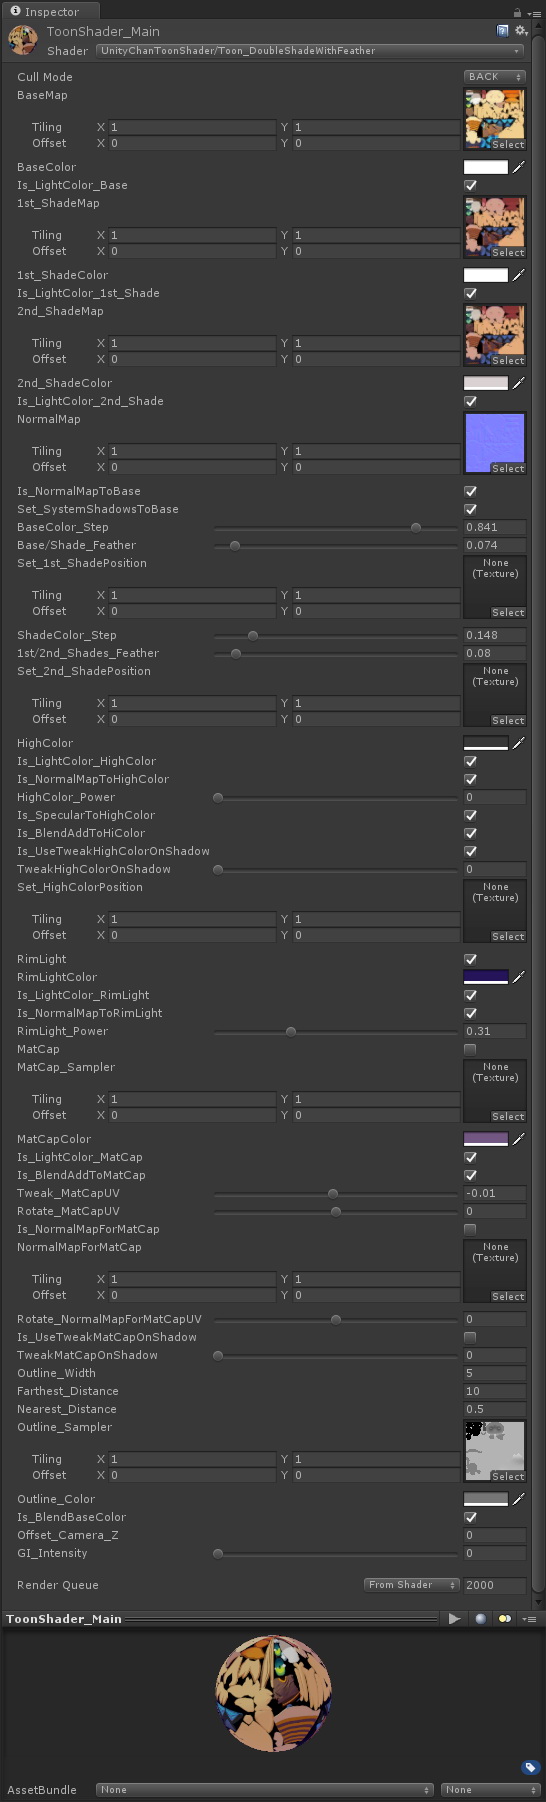 Inspector
ToonShader_Main
Shader UnityChanToonShader/Toon_DoubleShadeWithFeather
Cull Mode BACK
BaseMap
Tiling X 1 Y 1
Offset X 0 Y 0
Select
BaseColor
Is_LightColor_Base
1st_ShadeMap
Tiling X 1 Y 1
Offset X 0 Y 0
Select
1st_ShadeColor
Is_LightColor_1st_Shade
2nd_ShadeMap
Tiling X 1 Y 1
Offset X 0 Y 0
Select
2nd_ShadeColor
Is_LightColor_2nd_Shade
NormalMap
Tiling X 1 Y 1
Offset X 0 Y 0
Select
Is_NormalMapToBase
Set_SystemShadowsToBase
BaseColor_Step 0.841
Base/Shade_Feather 0.074
Set_1st_ShadePosition None
(Texture)
Tiling X 1 Y 1
Offset X 0 Y 0
Select
ShadeColor_Step 0.148
1st/2nd_Shades_Feather 0.08
Set_2nd_ShadePosition None
(Texture)
Tiling X 1 Y 1
Offset X 0 Y 0
Select
HighColor
Is_LightColor_HighColor
Is_NormalMapToHighColor
HighColor_Power 0
Is_SpecularToHighColor
Is_BlendAddToHiColor
Is_UseTweakHighColorOnShadow
TweakHighColorOnShadow 0
Set_HighColorPosition None
(Texture)
Tiling X 1 Y 1
Offset X 0 Y 0
Select
RimLight
RimLightColor
Is_LightColor_RimLight
Is_NormalMapToRimLight
RimLight_Power 0.31
MatCap
MatCap_Sampler None
(Texture)
Tiling X 1 Y 1
Offset X 0 Y 0
Select
MatCapColor
Is_LightColor_MatCap
Is_BlendAddToMatCap
Tweak_MatCapUV -0.01
Rotate_MatCapUV 0
Is_NormalMapForMatCap
NormalMapForMatCap None
(Texture)
Tiling X 1 Y 1
Offset X 0 Y 0
Select
Rotate_NormalMapForMatCapUV 0
Is_UseTweakMatCapOnShadow
TweakMatCapOnShadow 0
Outline_Width 5
Farthest_Distance 10
Nearest_Distance 0.5
Outline_Sampler
Tiling X 1 Y 1
Offset X 0 Y 0
Select
Outline_Color
Is_BlendBaseColor
Offset_Camera_Z 0
GI_Intensity 0
Render Queue From Shader 2000
ToonShader_Main
AssetBundle None None